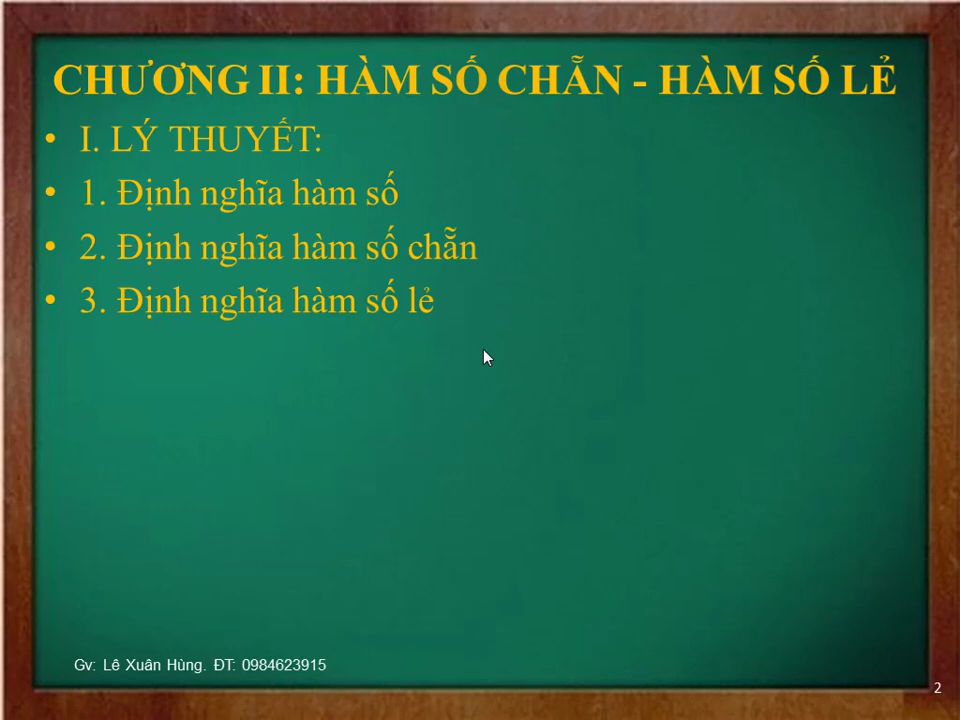 CHƯƠNG II: HÀM SỐ CHẴN - HÀM SỐ LẺ
• I. LÝ THUYẾT:
• 1. Định nghĩa hàm số
• 2. Định nghĩa hàm số chẵn
• 3. Định nghĩa hàm số lẻ
Gv: Lê Xuân Hùng. ĐT: 0984623915
2